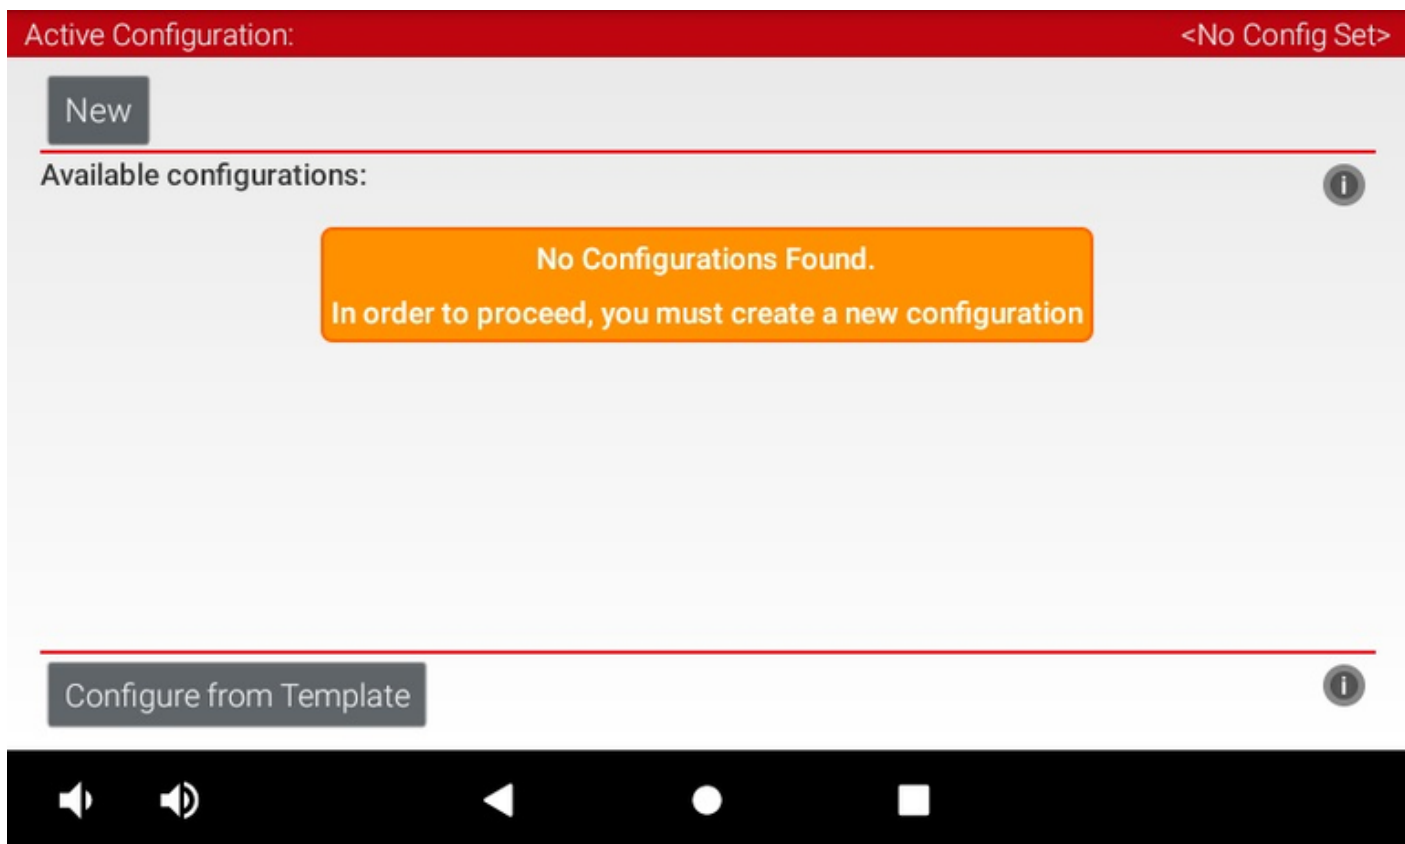 Active Configuration: <No Config Set>
New
Available configurations:
i
No Configurations Found.
In order to proceed, you must create a new configuration
Configure from Template
i